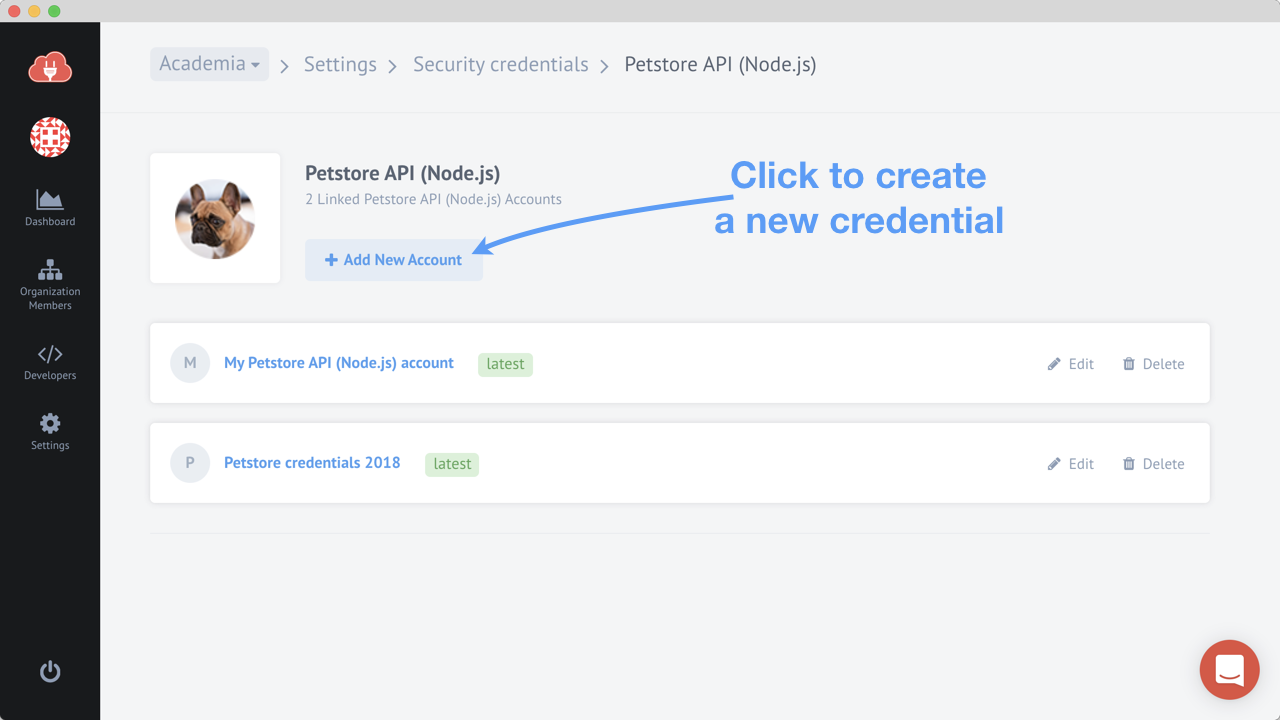 Academia
Settings
Security credentials
Petstore API (Node.js)
Petstore API (Node.js)
2 Linked Petstore API (Node.js) Accounts
Add New Account
Click to create
a new credential
Dashboard
Organization
Members
Developers
Settings
M
My Petstore API (Node.js) account
latest
Edit
Delete
P
Petstore credentials 2018
latest
Edit
Delete